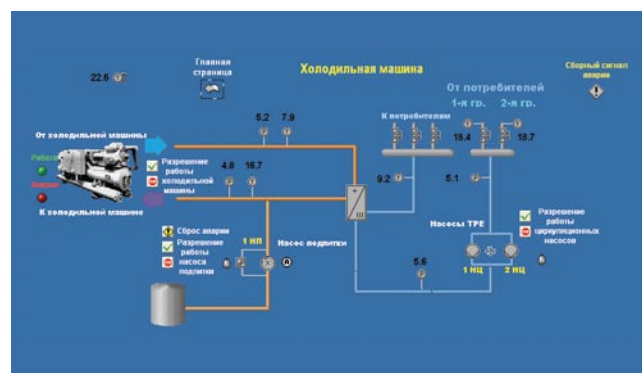 Главная
страница
Холодильная машина
Сборный сигнал
аварии
22.6
От потребителей
1-я гр. 2-я гр.
К потребителям
5.2 7.9
От холодильной машины
18.4 18.7
Работа
Разрешение
работы
холодильной
машины
4.8 16.7
9.2
5.1
К холодильной машине
Насосы ТРЕ
Разрешение
работы
циркуляционных
насосов
Сброс аварии
Разрешение
работы
насоса
подпитки
1 НП
Насос подпитки
А
5.6
1 НЦ 2 НЦ